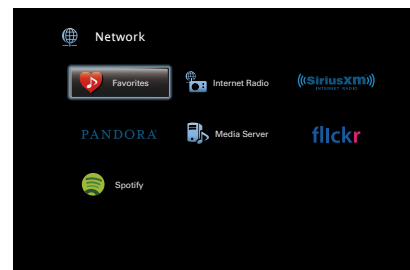 Network
Favorites
Internet Radio
((SiriusXM))
INTERNET RADIO
PANDORA
Media Server
flickr
Spotify